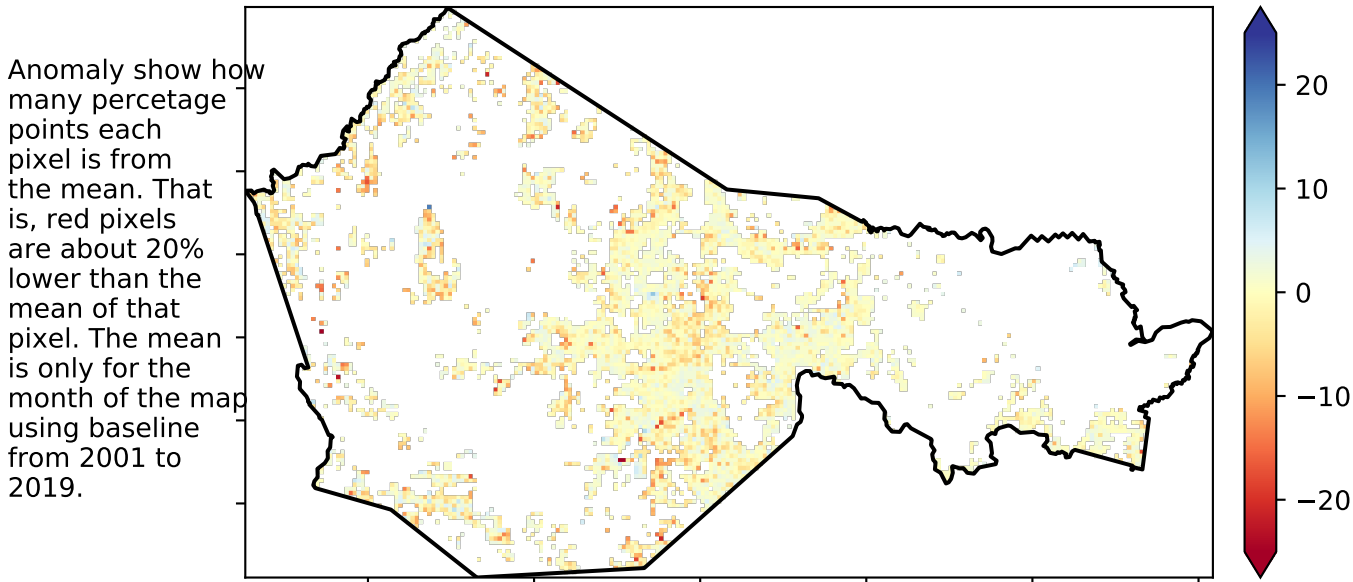 Anomaly show how
many percetage
points each
pixel is from
the mean. That
is, red pixels
are about 20%
lower than the
mean of that
pixel. The mean
is only for the
month of the map
using baseline
from 2001 to
2019.
20
10
0
−10
−20